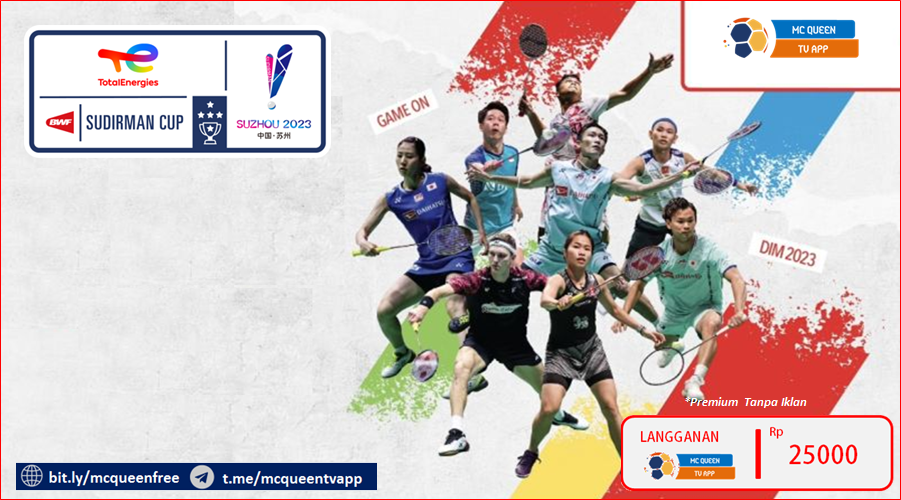 TotalEnergies
BWF
SUDIRMAN CUP
SUZHOU 2023
中国·苏州
MC QUEEN
TV APP
GAME ON
DIM 2023
DAIHATSU
*Premium Tanpa Iklan
LANGGANAN
MC QUEEN
TV APP
Rp
25000
bit.ly/mcqueenfree
t.me/mcqueentvapp